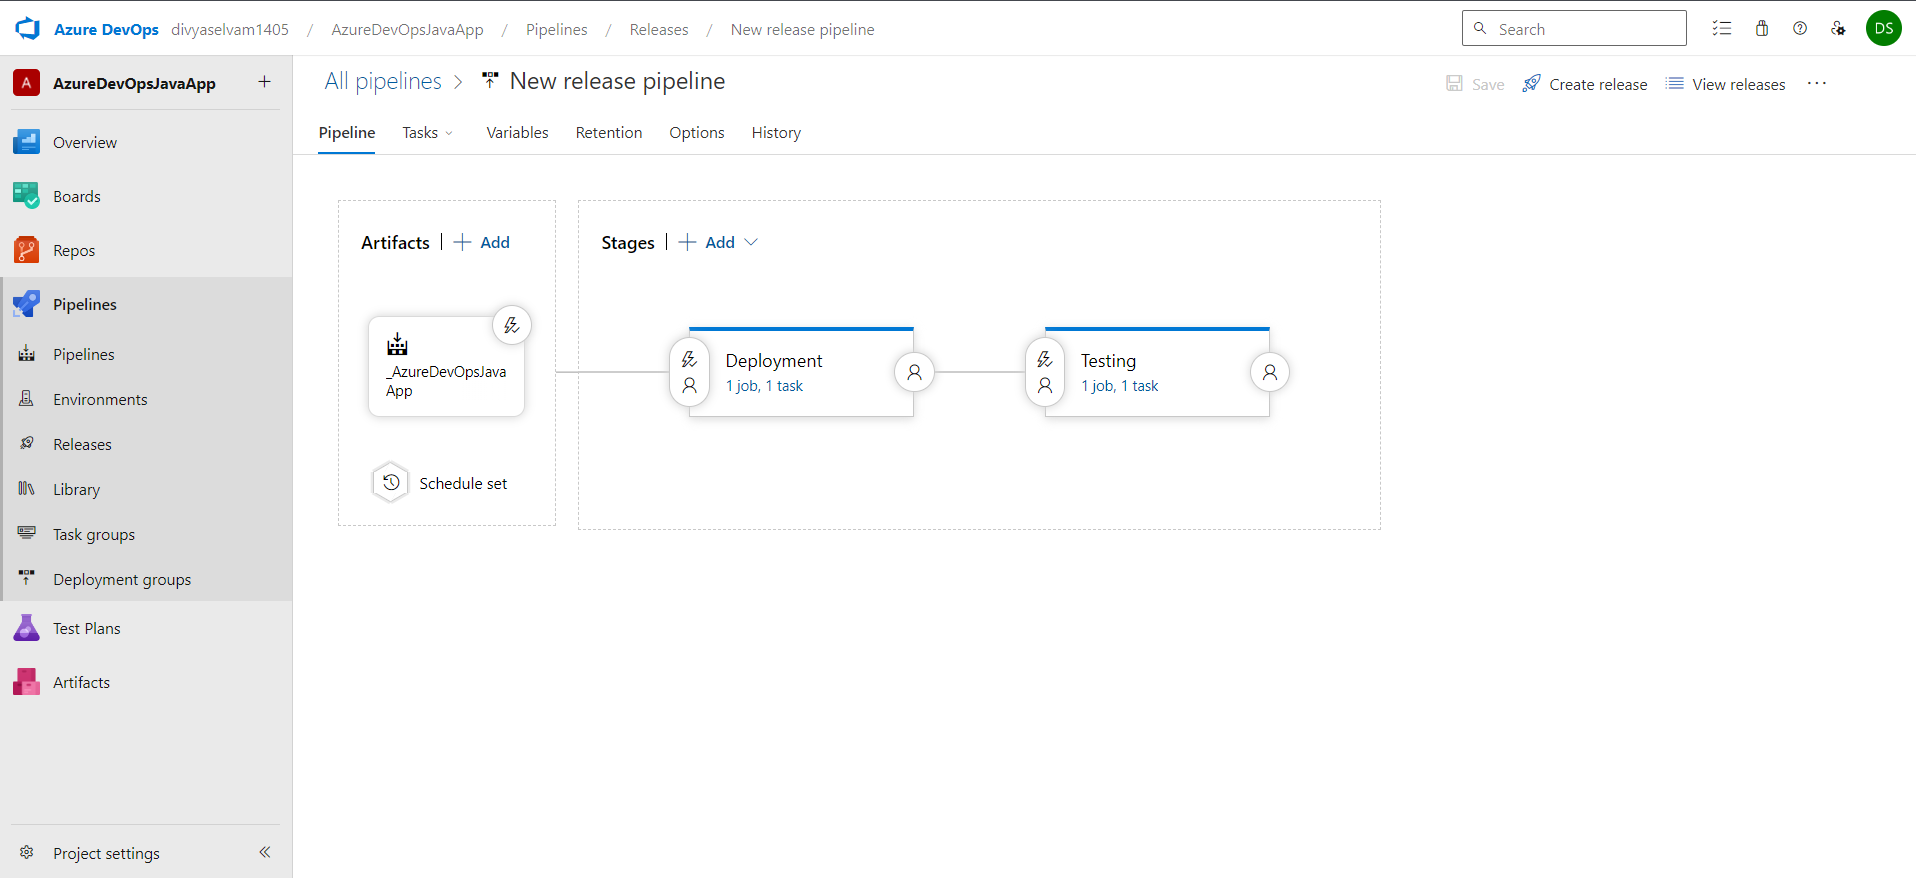 Azure DevOps divyaselvam1405 / AzureDevOpsJavaApp / Pipelines / Releases / New release pipeline
Search
DS
A AzureDevOpsJavaApp +
Overview
Boards
Repos
Pipelines
Pipelines
Environments
Releases
Library
Task groups
Deployment groups
Test Plans
Artifacts
Project settings
All pipelines > New release pipeline
Save Create release View releases ...
Pipeline Tasks Variables Retention Options History
Artifacts | + Add
_AzureDevOpsJava
App
Schedule set
Stages | + Add
Deployment
1 job, 1 task
Testing
1 job, 1 task